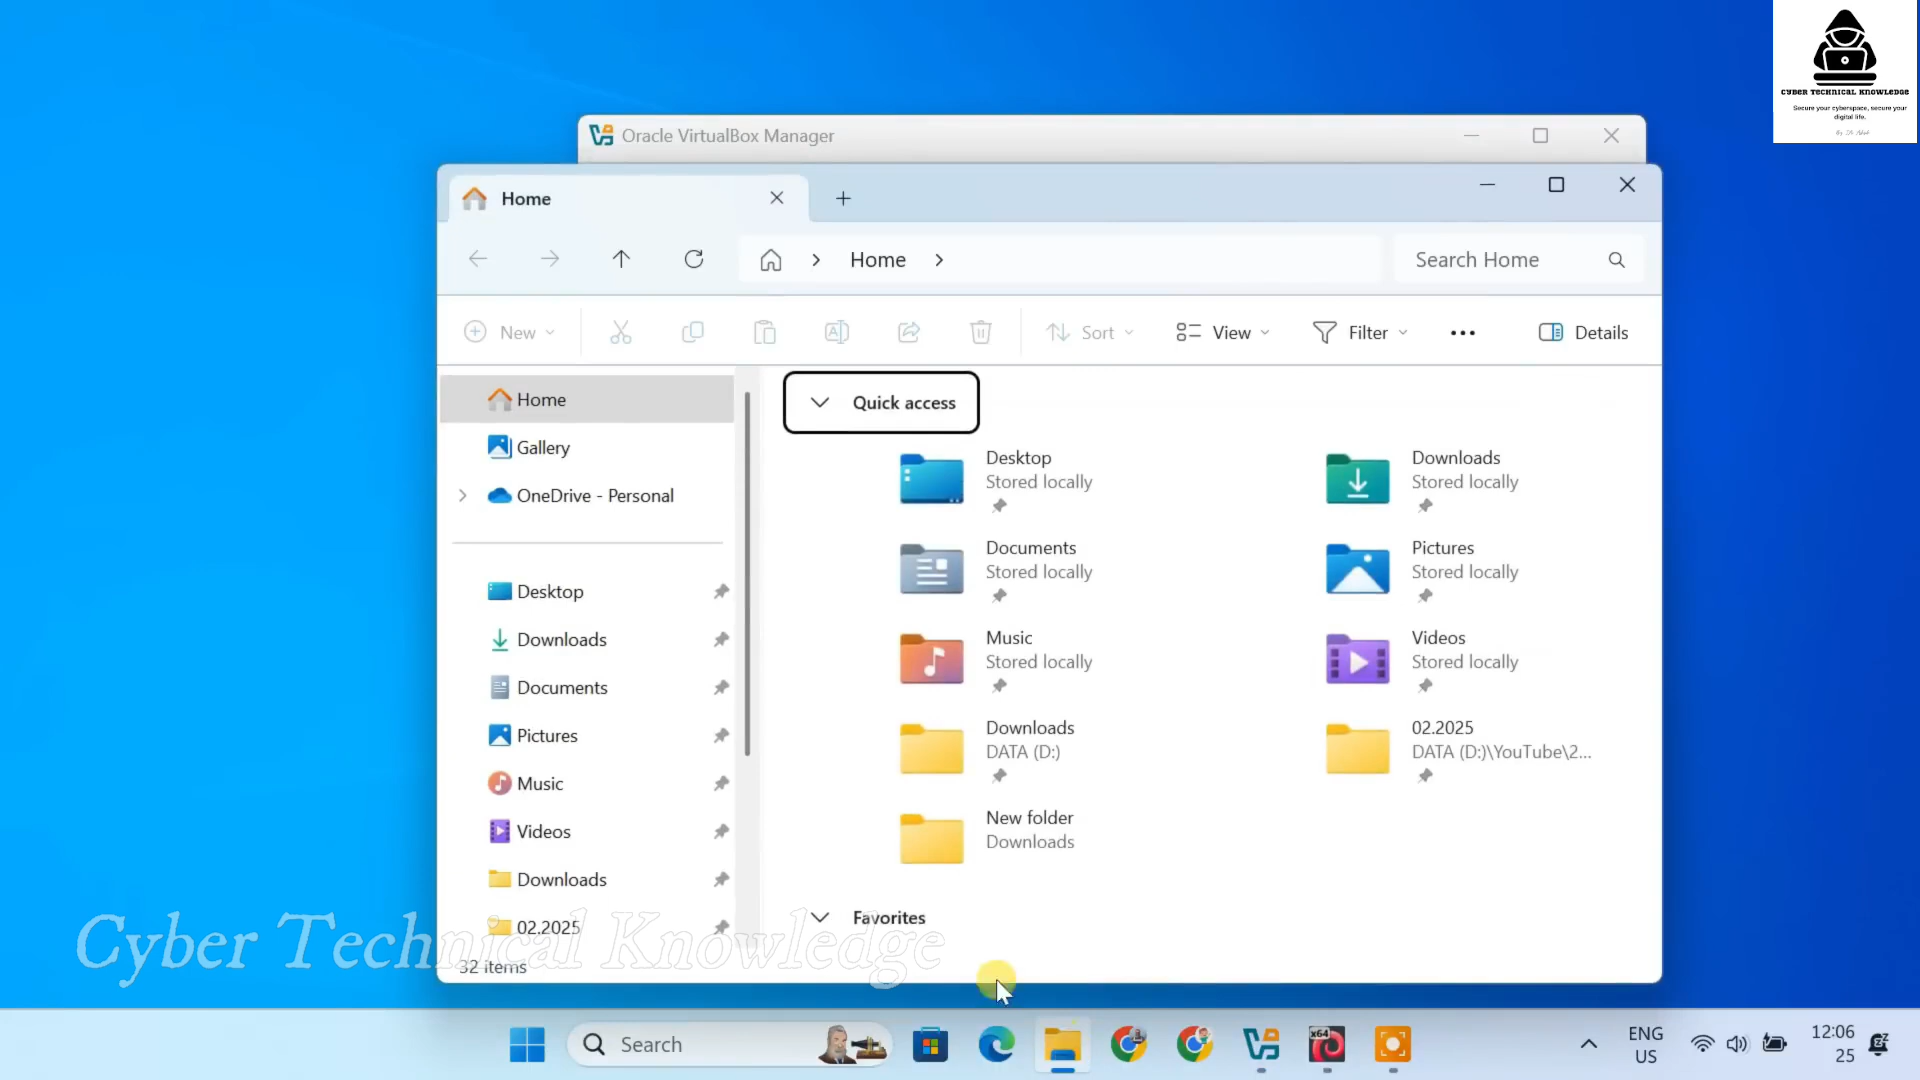 CYBER TECHNICAL KNOWLEDGE
Secure your cyberspace, secure your
digital life.
Oracle VirtualBox Manager
Home
Home
Search Home
New
Sort
View
Filter
Details
Home
Gallery
OneDrive - Personal
Desktop
Downloads
Documents
Pictures
Music
Videos
Downloads
02.2025
32 items
Quick access
Desktop
Stored locally
Downloads
Stored locally
Documents
Stored locally
Pictures
Stored locally
Music
Stored locally
Videos
Stored locally
Downloads
DATA (D:)
02.2025
DATA (D:)\YouTube\2...
New folder
Downloads
Favorites
Cyber Technical Knowledge
Search
x64
ENG
US
12:06
25